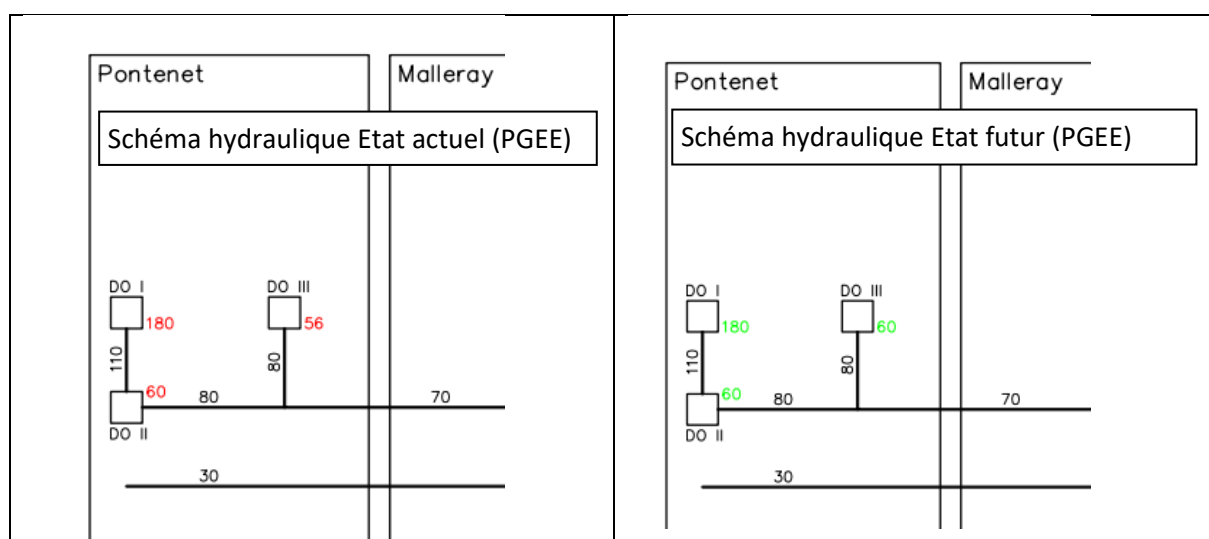 Pontenet
Malleray
Schéma hydraulique Etat actuel (PGEE)
DO I
DO III
180
56
110
80
60
80
70
DO II
30
Pontenet
Malleray
Schéma hydraulique Etat futur (PGEE)
DO I
DO III
180
60
110
80
60
80
70
DO II
30